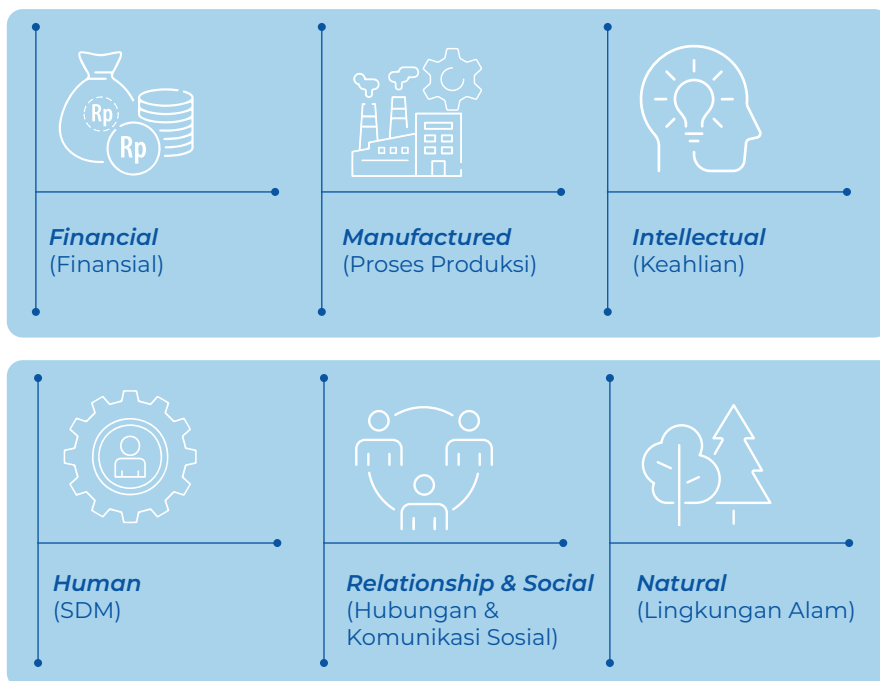 Rp
Rp
Financial
(Finansial)
Manufactured
(Proses Produksi)
Intellectual
(Keahlian)
Human
(SDM)
Relationship & Social
(Hubungan &
Komunikasi Sosial)
Natural
(Lingkungan Alam)